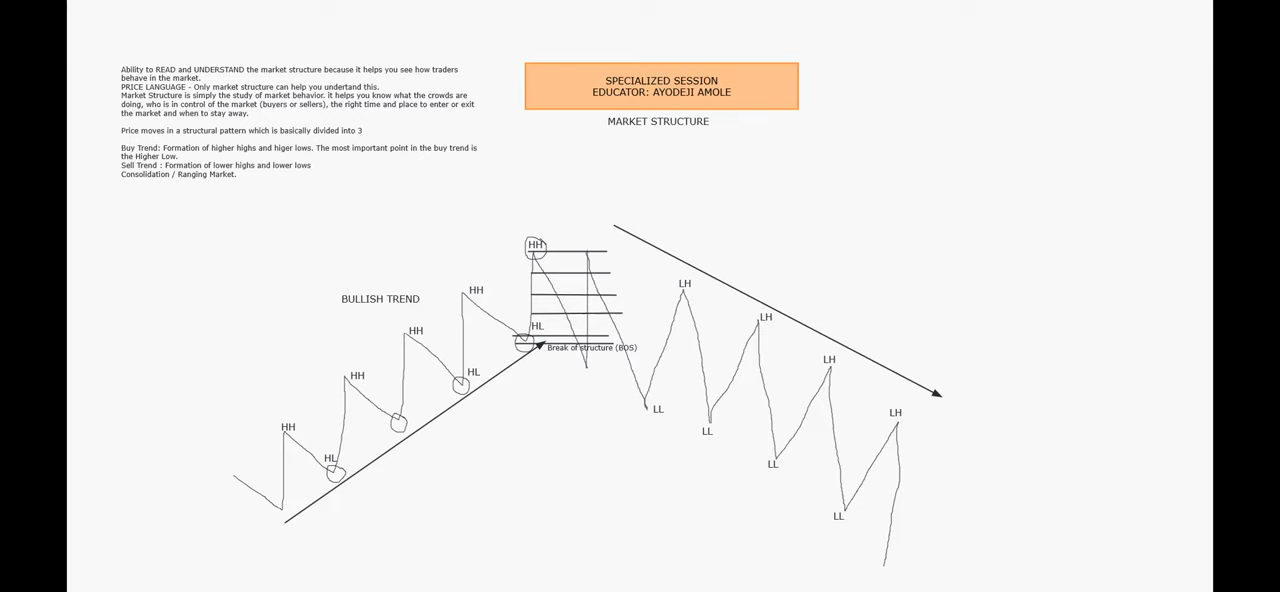 Ability to READ and UNDERSTAND the market structure because it helps you see how traders
behave in the market.
PRICE LANGUAGE - Only market structure can help you undertand this.
Market Structure is simply the study of market behavior. it helps you know what the crowds are
doing, who is in control of the market (buyers or sellers), the right time and place to enter or exit
the market and when to stay away.
Price moves in a structural pattern which is basically divided into 3
Buy Trend: Formation of higher highs and higer lows. The most important point in the buy trend is
the Higher Low.
Sell Trend : Formation of lower highs and lower lows
Consolidation / Ranging Market.
SPECIALIZED SESSION
EDUCATOR: AYODEJI AMOLE
MARKET STRUCTURE
HH
LH
HH
BULLISH TREND
LH
HL
HH
Break of structure (BOS)
LH
HL
HH
LL
LH
HH
LL
HL
LL
LL